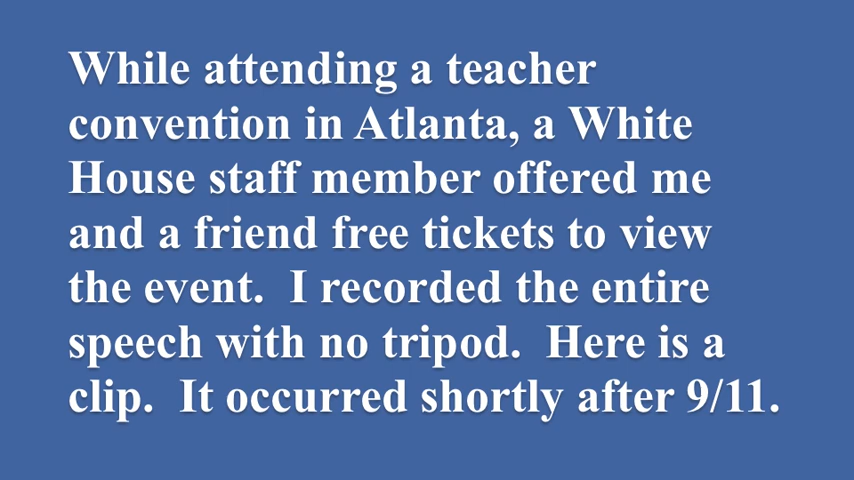 While attending a teacher
convention in Atlanta, a White
House staff member offered me
and a friend free tickets to view
the event.  I recorded the entire
speech with no tripod.  Here is a
clip.  It occurred shortly after 9/11.